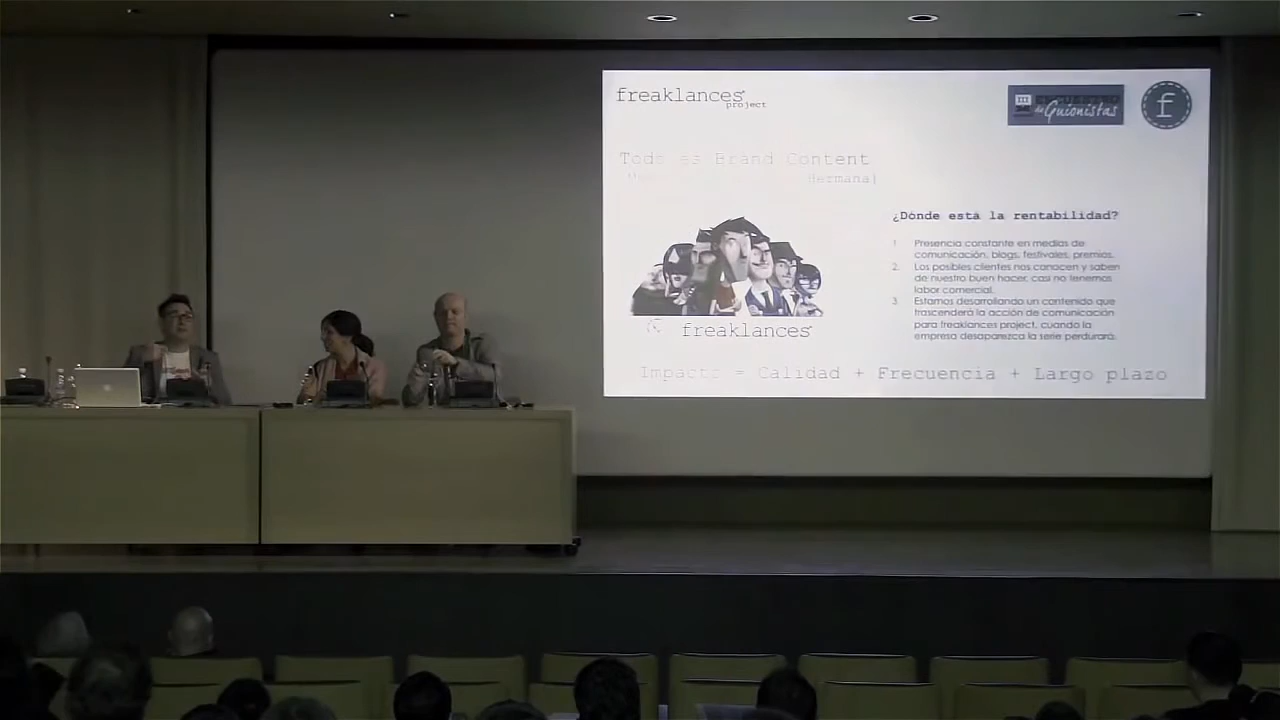 freaklances
project
ENCUENTRO
de Guionistas
f
Todo es Brand Content
Hermana)
¿Dónde está la rentabilidad?
1. Presencia constante en medios de
comunicación, blogs, festivales, premios.
2. Los posibles clientes nos conocen y saben
de nuestro buen hacer, casi no tenemos
labor comercial.
3. Estamos desarrollando un contenido que
trascenderá la acción de comunicación
para freaklances project, cuando la
empresa desaparezca la serie perdurará.
freaklances
Impacto = Calidad + Frecuencia + Largo plazo